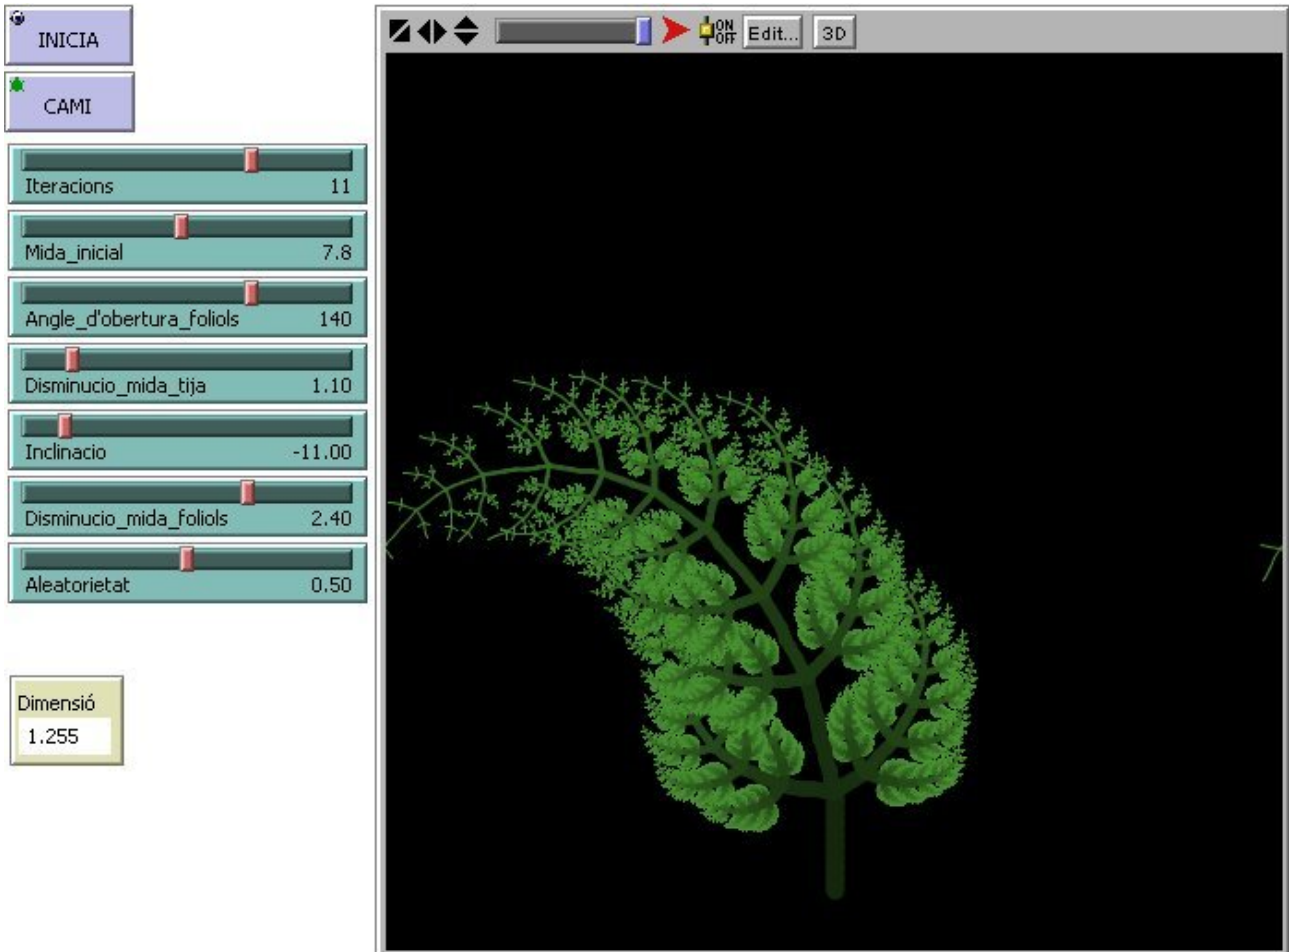 INICIA
CAMI
Iteracions 11
Mida_inicial 7.8
Angle_d'obertura_foliols 140
Disminucio_mida_tija 1.10
Inclinacio -11.00
Disminucio_mida_foliols 2.40
Aleatorietat 0.50
Dimensió
1.255
ON
OFF
Edit...
3D